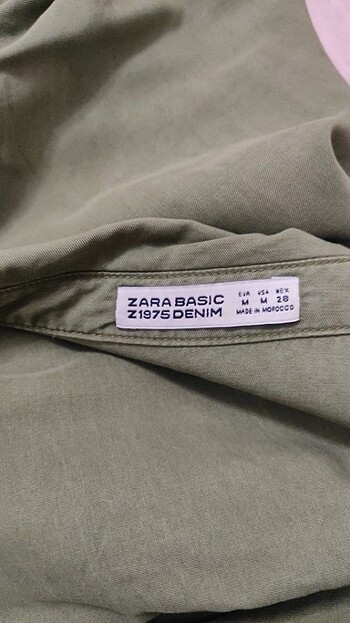 ZARA BASIC
Z1975 DENIM
EUR USA MEX
M M 28
MADE IN MOROCCO